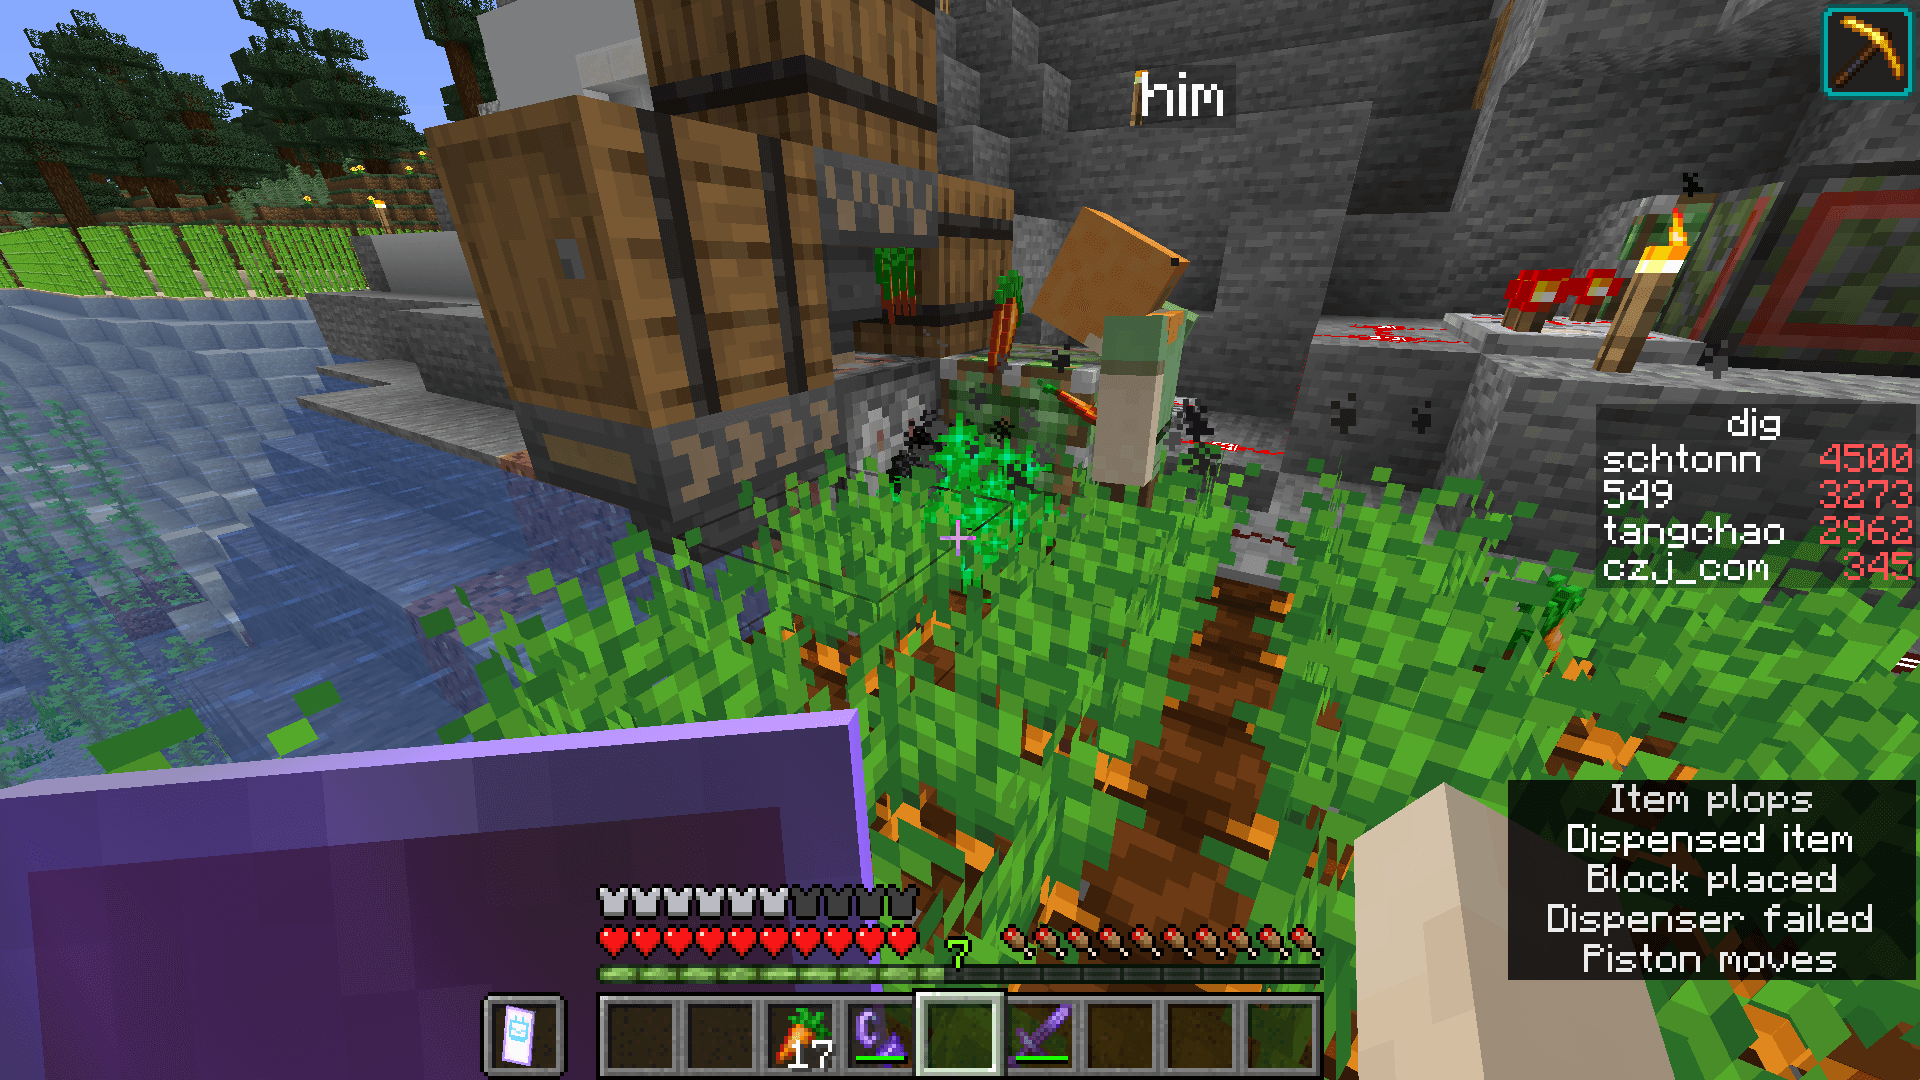 him
dig
schtonn 4500
549 3273
tangchao 2962
czj_com 345
Item plops
Dispensed item
Block placed
Dispenser failed
Piston moves
7
17